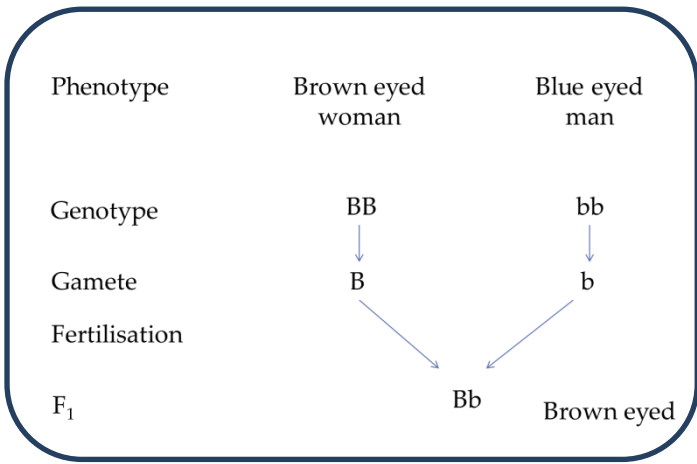 Phenotype Brown eyed woman Blue eyed man
Genotype BB bb
Gamete B b
Fertilisation
F₁ Bb Brown eyed